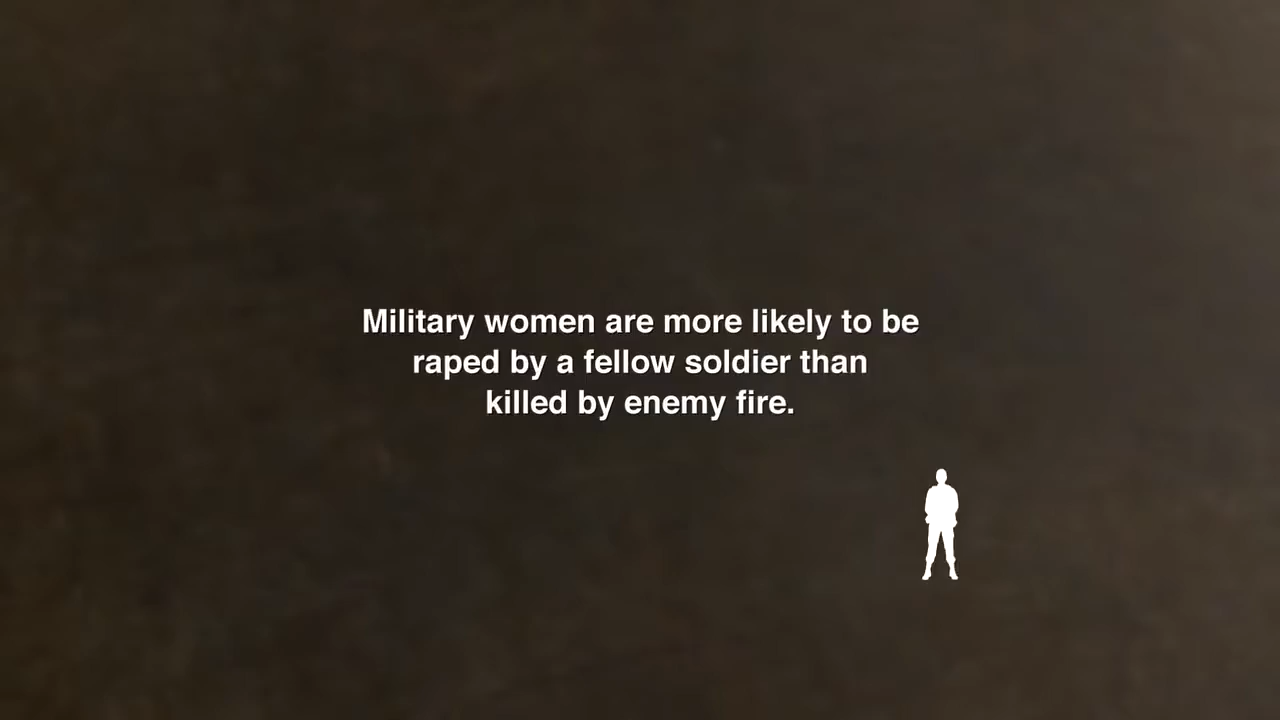 Military women are more likely to be
raped by a fellow soldier than
killed by enemy fire.